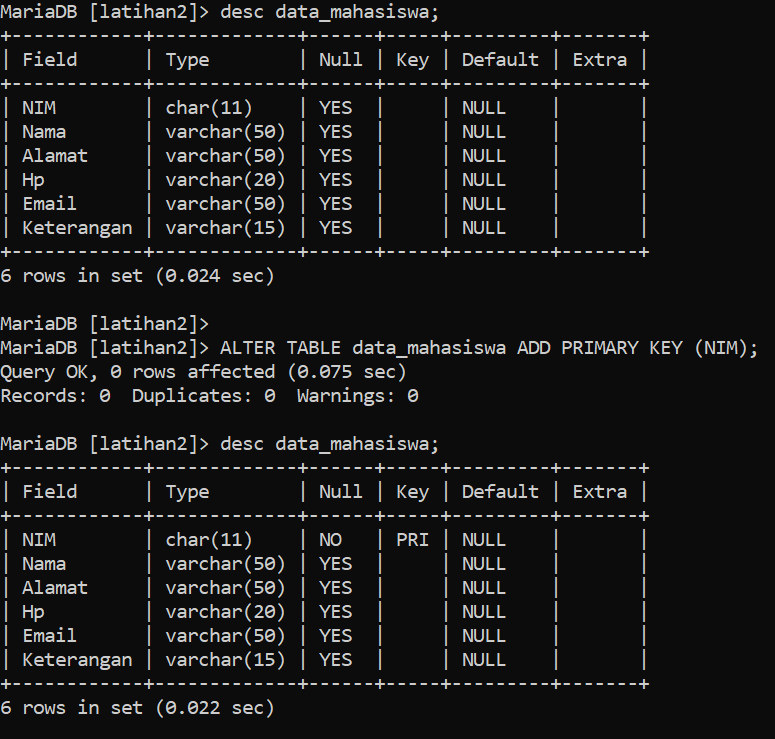 MariaDB [latihan2]> desc data_mahasiswa;
+------------+-------------+------+-----+---------+-------+
| Field      | Type        | Null | Key | Default | Extra |
+------------+-------------+------+-----+---------+-------+
| NIM        | char(11)    | YES  |     | NULL    |       |
| Nama       | varchar(50) | YES  |     | NULL    |       |
| Alamat     | varchar(50) | YES  |     | NULL    |       |
| Hp         | varchar(20) | YES  |     | NULL    |       |
| Email      | varchar(50) | YES  |     | NULL    |       |
| Keterangan | varchar(15) | YES  |     | NULL    |       |
+------------+-------------+------+-----+---------+-------+
6 rows in set (0.024 sec)

MariaDB [latihan2]>
MariaDB [latihan2]> ALTER TABLE data_mahasiswa ADD PRIMARY KEY (NIM);
Query OK, 0 rows affected (0.075 sec)
Records: 0  Duplicates: 0  Warnings: 0

MariaDB [latihan2]> desc data_mahasiswa;
+------------+-------------+------+-----+---------+-------+
| Field      | Type        | Null | Key | Default | Extra |
+------------+-------------+------+-----+---------+-------+
| NIM        | char(11)    | NO   | PRI | NULL    |       |
| Nama       | varchar(50) | YES  |     | NULL    |       |
| Alamat     | varchar(50) | YES  |     | NULL    |       |
| Hp         | varchar(20) | YES  |     | NULL    |       |
| Email      | varchar(50) | YES  |     | NULL    |       |
| Keterangan | varchar(15) | YES  |     | NULL    |       |
+------------+-------------+------+-----+---------+-------+
6 rows in set (0.022 sec)